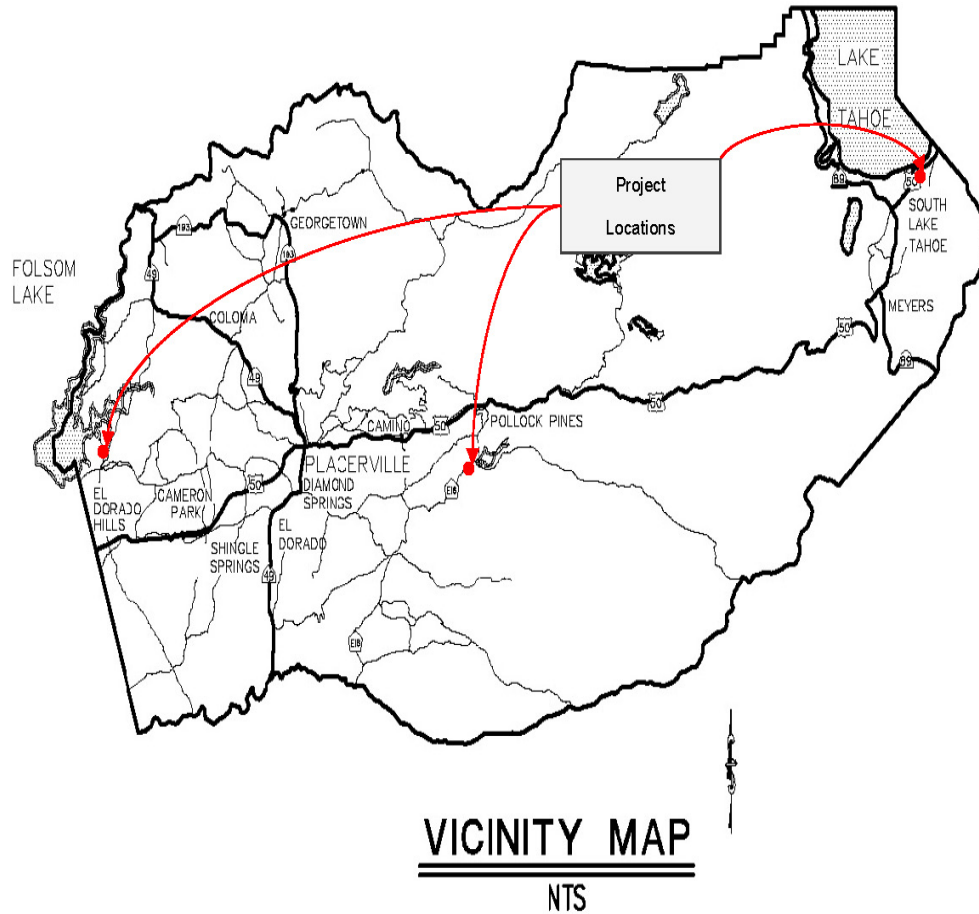 LAKE
TAHOE
Project
Locations
89
50
SOUTH
LAKE
TAHOE
193
GEORGETOWN
193
FOLSOM
LAKE
49
COLOMA
MEYERS
50
89
49
50
CAMINO
50
POLLOCK PINES
PLACERVILLE
DIAMOND
SPRINGS
EL
DORADO
HILLS
CAMERON
PARK
50
E16
SHINGLE
SPRINGS
EL
DORADO
49
E16
VICINITY MAP
NTS